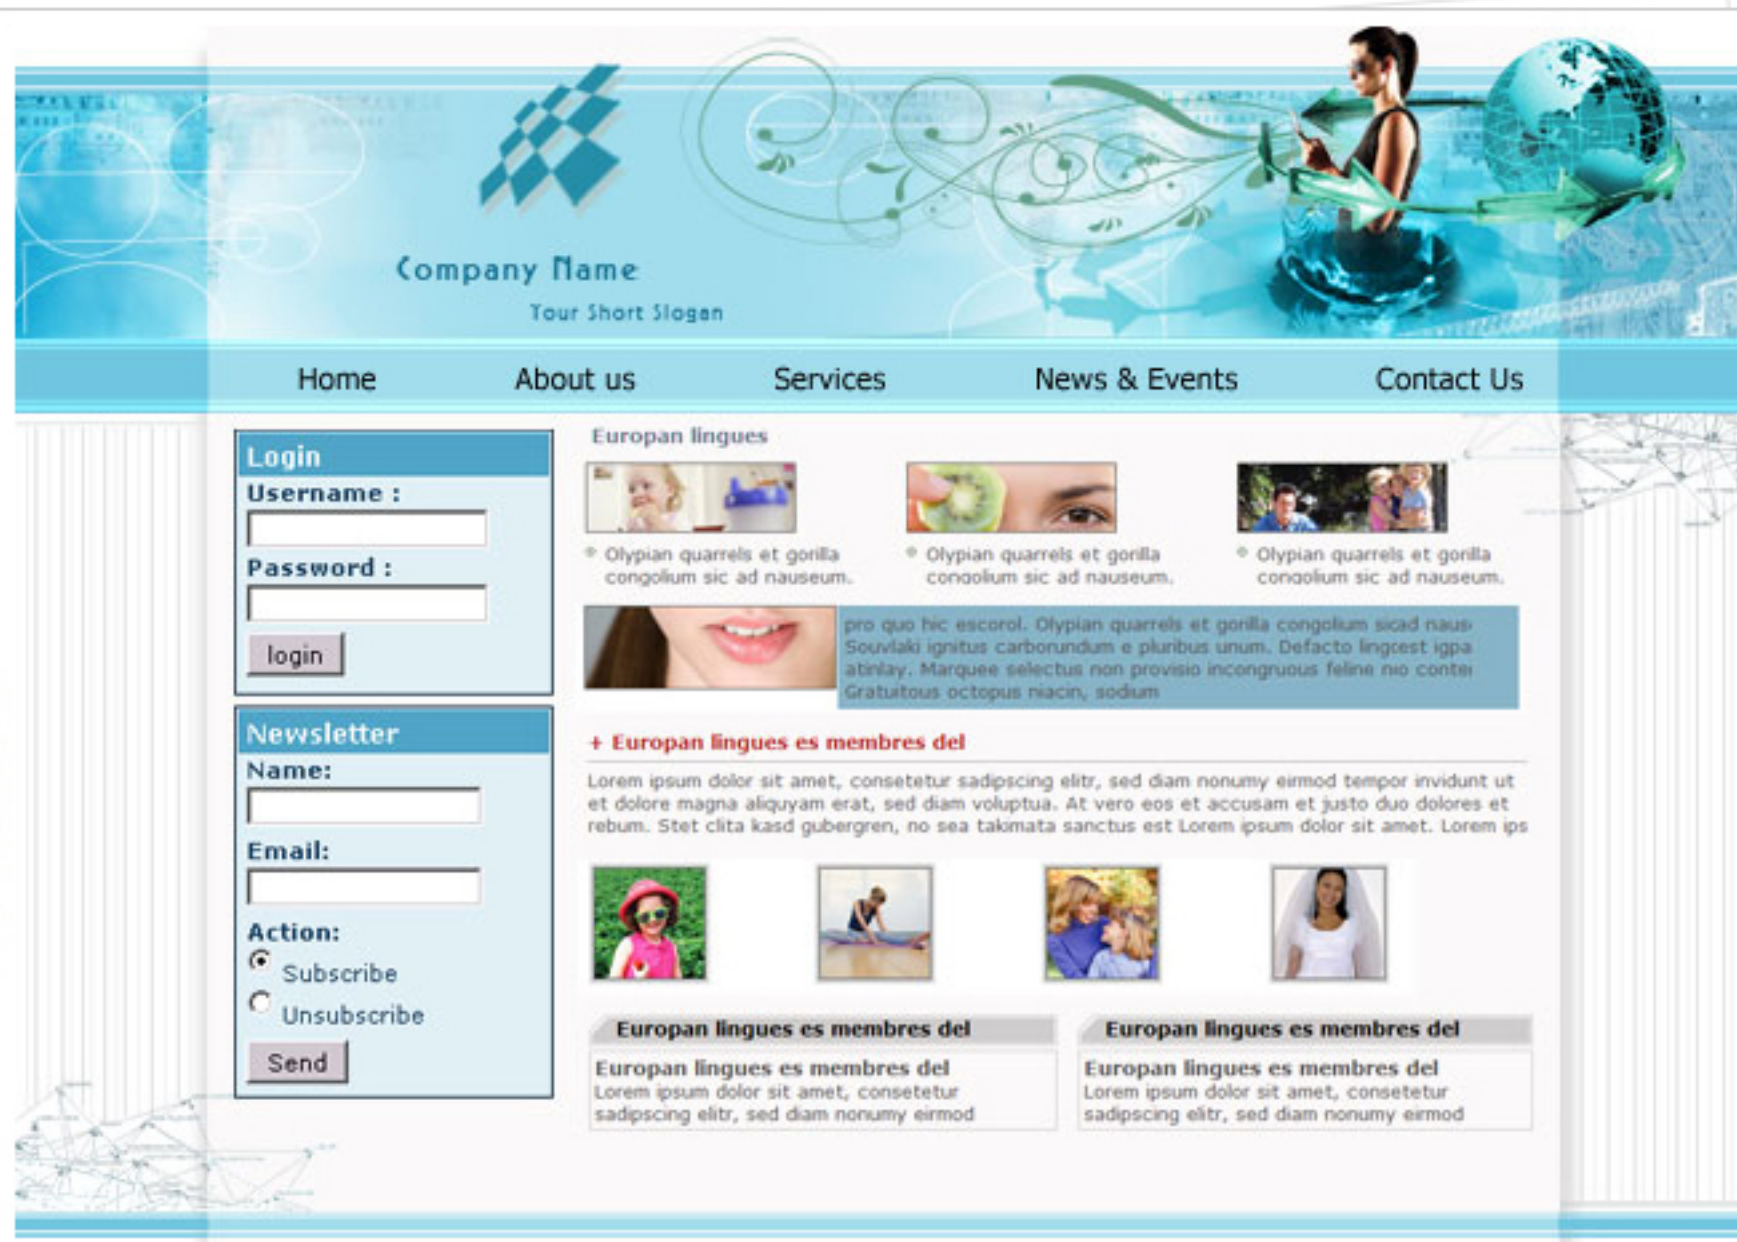 Company Name
Your Short Slogan
Home About us Services News & Events Contact Us
Login
Username :
Password :
login
Newsletter
Name:
Email:
Action:
Subscribe
Unsubscribe
Send
Europan lingues
Olypian quarrels et gorilla
congolium sic ad nauseum.
Olypian quarrels et gorilla
congolium sic ad nauseum.
Olypian quarrels et gorilla
congolium sic ad nauseum.
pro quo hic escorol. Olypian quarrels et gorilla congolium sicad naus
Souvlaki ignitus carborundum e pluribus unum. Defacto lingcest igpa
atinlay. Marquee selectus non provisio incongruous feline nio conte
Gratuitous octopus niacin, sodium
+ Europan lingues es membres del
Lorem ipsum dolor sit amet, consetetur sadipscing elitr, sed diam nonumy eirmod tempor invidunt ut
et dolore magna aliquyam erat, sed diam voluptua. At vero eos et accusam et justo duo dolores et
rebum. Stet clita kasd gubergren, no sea takimata sanctus est Lorem ipsum dolor sit amet. Lorem ips
Europan lingues es membres del
Europan lingues es membres del
Lorem ipsum dolor sit amet, consetetur
sadipscing elitr, sed diam nonumy eirmod
Europan lingues es membres del
Europan lingues es membres del
Lorem ipsum dolor sit amet, consetetur
sadipscing elitr, sed diam nonumy eirmod